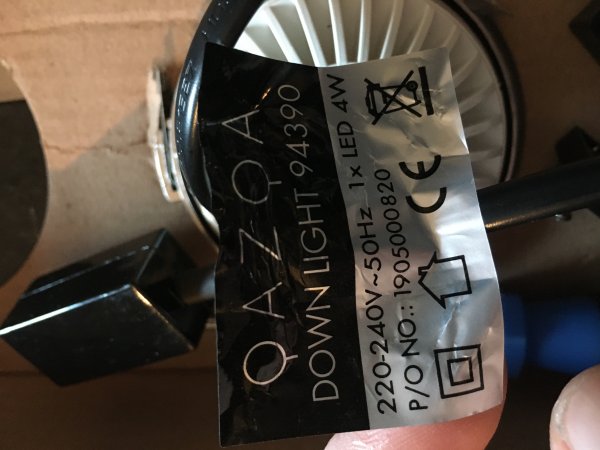 QAZQA
DOWN LIGHT 94390
220-240V~50Hz 1x LED 4W
P/O NO.: 1905000820
CE